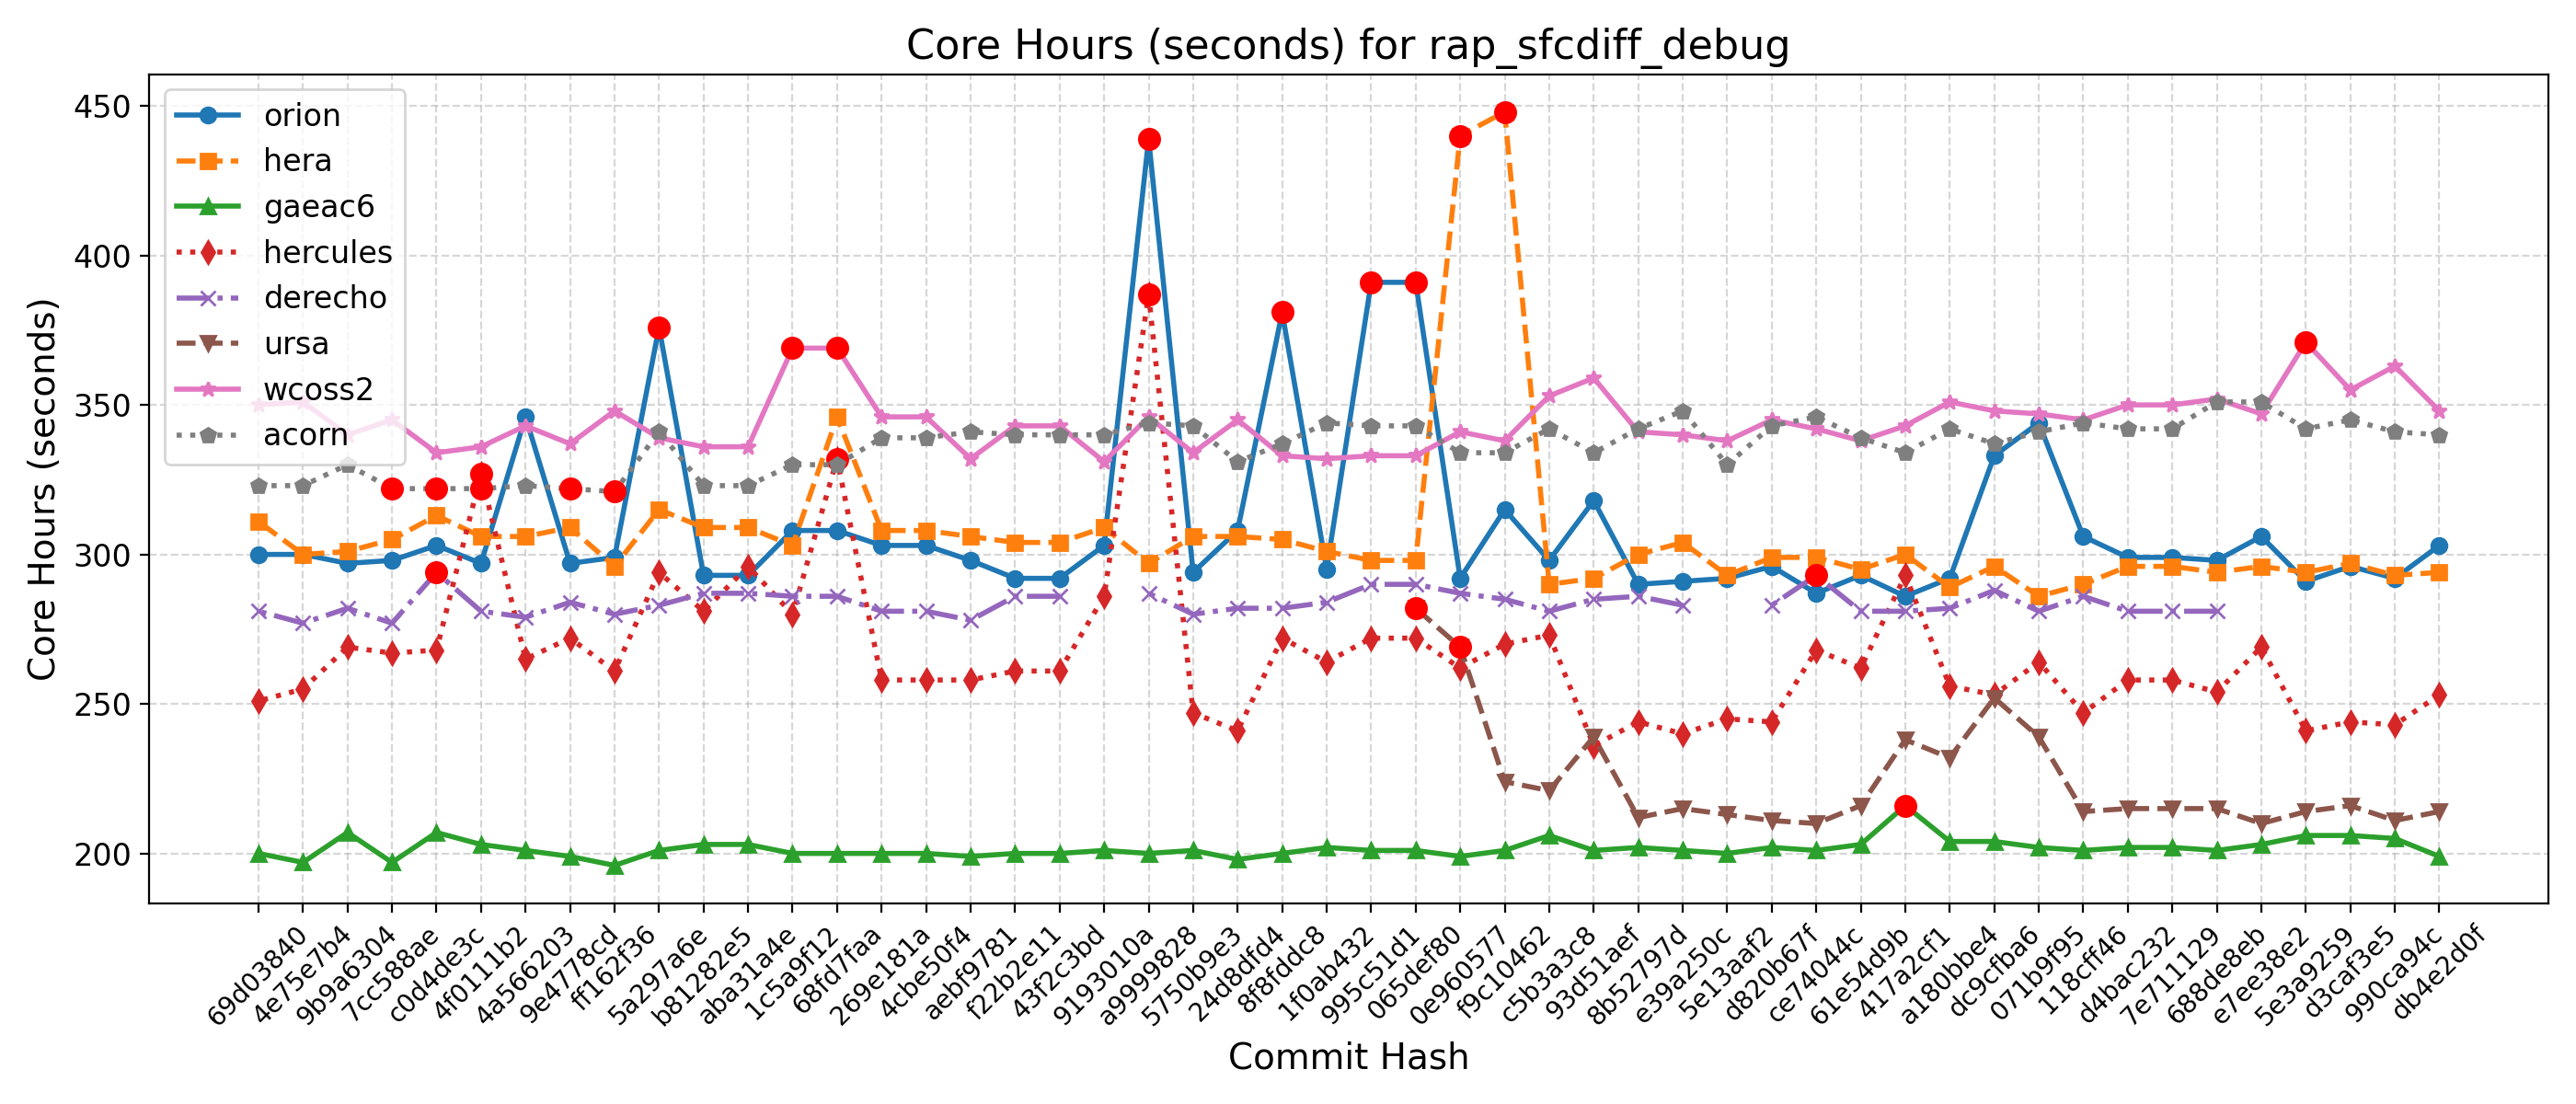 Core Hours (seconds) for rap_sfcdiff_debug
Core Hours (seconds)
450
400
350
300
250
200
orion
hera
gaeac6
hercules
derecho
ursa
wcoss2
acorn
69d03840
4e75e7b4
9b9a6304
7cc588ae
c0d4de3c
4f0111b2
4a566203
9e4778cd
ff162f36
5a297a6e
b81282e5
aba31a4e
1c5a9f12
68fd7faa
269e181a
4cbe50f4
aebf9781
f22b2e11
43f2c3bd
9193010a
a9999828
5750b9e3
24d8dfd4
8f8fddc8
1f0ab432
995c51d1
065def80
0e960577
f9c10462
c5b3a3c8
93d51aef
8b52797d
e39a250c
5e13aaf2
d820b67f
ce74044c
61e54d9b
417a2cf1
a180bbe4
dc9cfba6
071b9f95
118cff46
d4bac232
7e711129
688de8eb
e7ee38e2
5e3a9259
d3caf3e5
990ca94c
db4e2d0f
Commit Hash